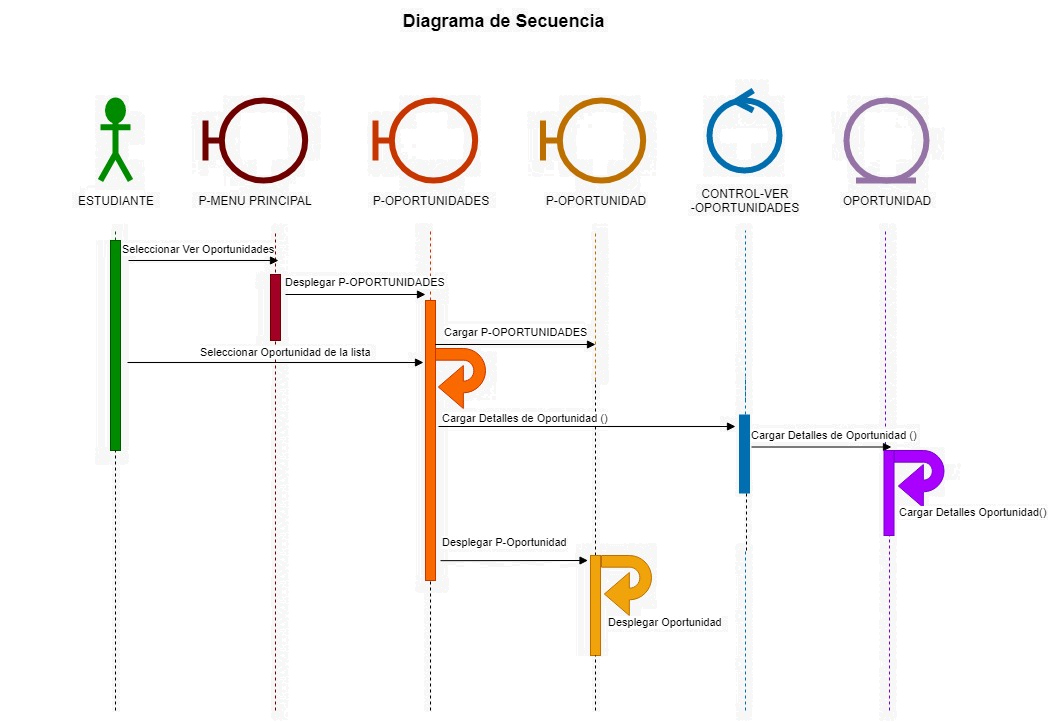 Diagrama de Secuencia
ESTUDIANTE
P-MENU PRINCIPAL
P-OPORTUNIDADES
P-OPORTUNIDAD
CONTROL-VER
-OPORTUNIDADES
OPORTUNIDAD
Seleccionar Ver Oportunidades
Desplegar P-OPORTUNIDADES
Cargar P-OPORTUNIDADES
Seleccionar Oportunidad de la lista
Cargar Detalles de Oportunidad ()
Cargar Detalles de Oportunidad ()
Cargar Detalles Oportunidad()
Desplegar P-Oportunidad
Desplegar Oportunidad